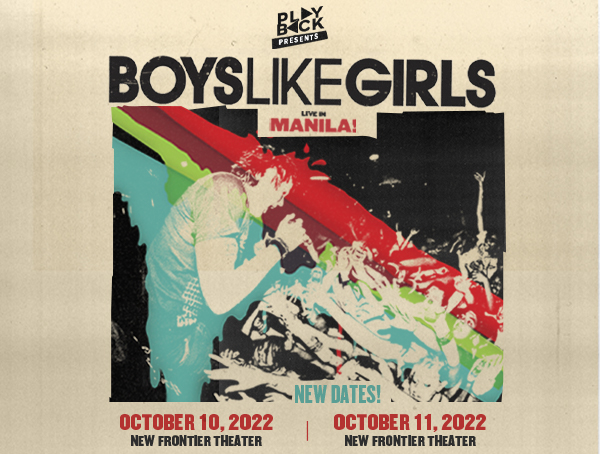 PLAY
BACK
PRESENTS
BOYSLIKEGIRLS
LIVE IN
MANILA!
NEW DATES!
OCTOBER 10, 2022
NEW FRONTIER THEATER
OCTOBER 11, 2022
NEW FRONTIER THEATER